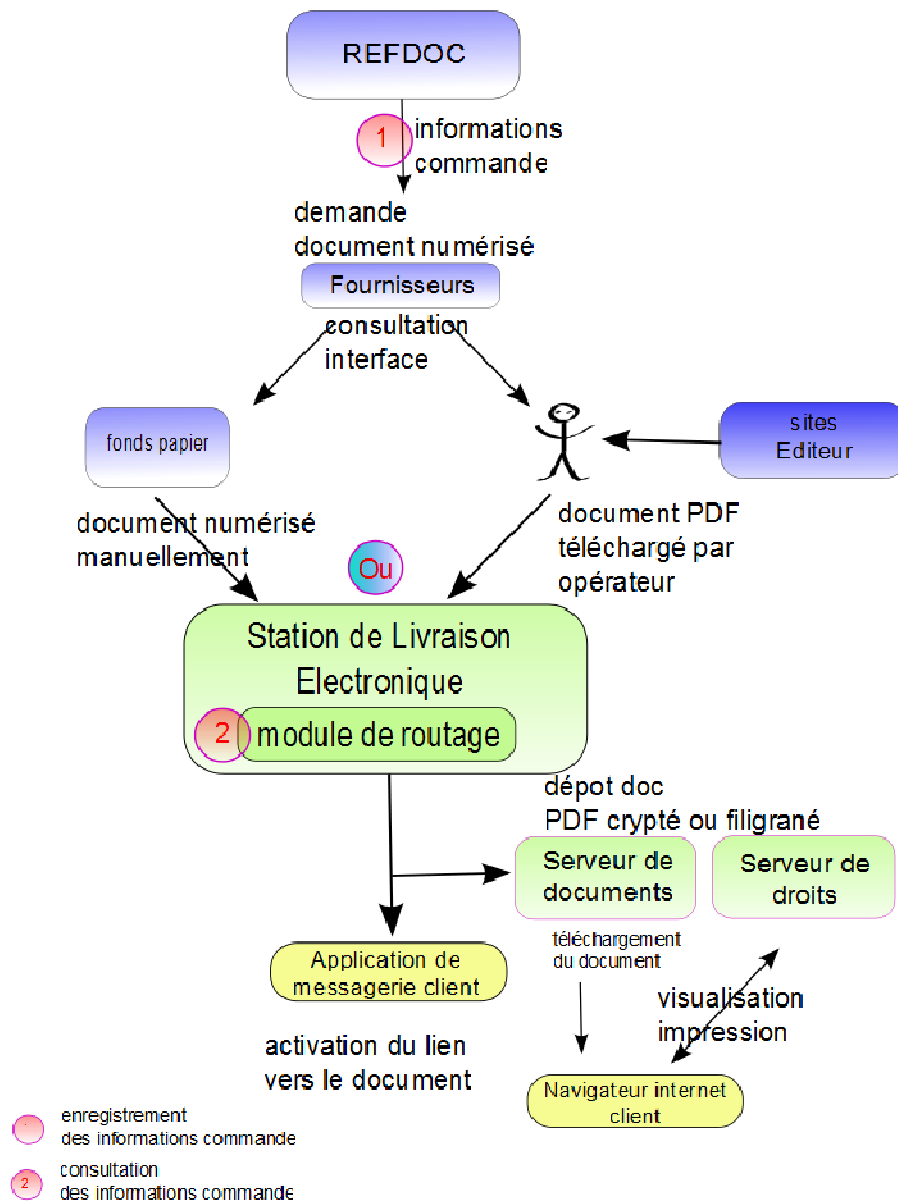 REFDOC
1
informations
commande
demande
document numérisé
Fournisseurs
consultation
interface
fonds papier
sites
Editeur
document numérisé
manuellement
document PDF
téléchargé par
opérateur
Ou
Station de Livraison
Electronique
2
module de routage
dépot doc
PDF crypté ou filigrané
Serveur de
documents
Serveur de
droits
téléchargement
du document
Application de
messagerie client
visualisation
impression
activation du lien
vers le document
Navigateur internet
client
enregistrement
des informations commande
2
consultation
des informations commande